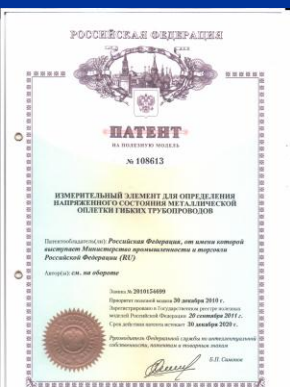 РОССИЙСКАЯ ФЕДЕРАЦИЯ
ПАТЕНТ
НА ПОЛЕЗНУЮ МОДЕЛЬ
№ 108613
ИЗМЕРИТЕЛЬНЫЙ ЭЛЕМЕНТ ДЛЯ ОПРЕДЕЛЕНИЯ
НАПРЯЖЕННОГО СОСТОЯНИЯ МЕТАЛЛИЧЕСКОЙ
ОПЛЕТКИ ГИБКИХ ТРУБОПРОВОДОВ
Патентообладатель(ли): Российская Федерация, от имени которой
выступает Министерство промышленности и торговли
Российской Федерации (RU)
Автор(ы): см. на обороте
Заявка № 2010154699
Приоритет полезной модели 30 декабря 2010 г.
Зарегистрировано в Государственном реестре полезных
моделей Российской Федерации 20 сентября 2011 г.
Срок действия патента истекает 30 декабря 2020 г.
Руководитель Федеральной службы по интеллектуальной
собственности, патентам и товарным знакам
Б.П. Симонов